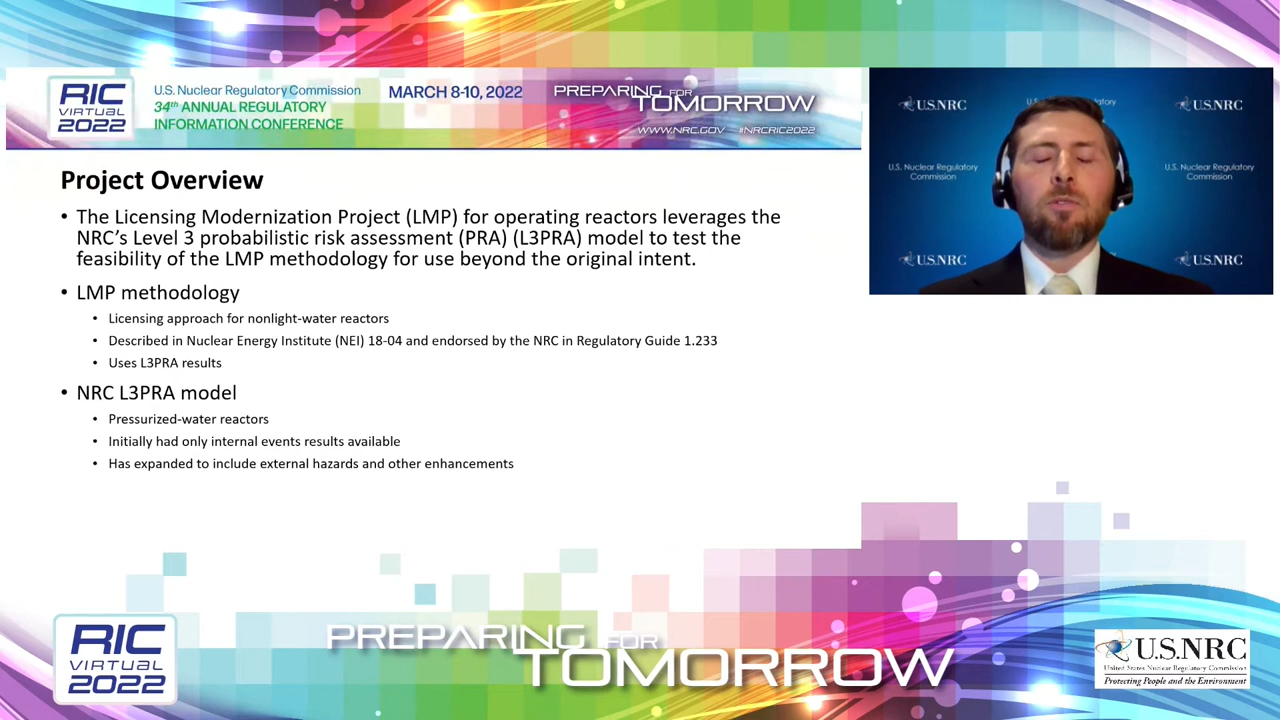 RIC
VIRTUAL
2022
U.S. Nuclear Regulatory Commission
34th ANNUAL REGULATORY
INFORMATION CONFERENCE
MARCH 8-10, 2022
PREPARING FOR
TOMORROW
WWW.NRC.GOV #NRCRIC2022
Project Overview
• The Licensing Modernization Project (LMP) for operating reactors leverages the
NRC's Level 3 probabilistic risk assessment (PRA) (L3PRA) model to test the
feasibility of the LMP methodology for use beyond the original intent.
• LMP methodology
• Licensing approach for nonlight-water reactors
• Described in Nuclear Energy Institute (NEI) 18-04 and endorsed by the NRC in Regulatory Guide 1.233
• Uses L3PRA results
• NRC L3PRA model
• Pressurized-water reactors
• Initially had only internal events results available
• Has expanded to include external hazards and other enhancements
U.S.NRC
U.S.NRC
U.S. Nuclear Regulatory
Commission
U.S. Nuclear Regulatory
Commission
U.S.NRC
U.S.NRC
RIC
VIRTUAL
2022
PREPARING FOR
TOMORROW
U.S.NRC
United States Nuclear Regulatory Commission
Protecting People and the Environment